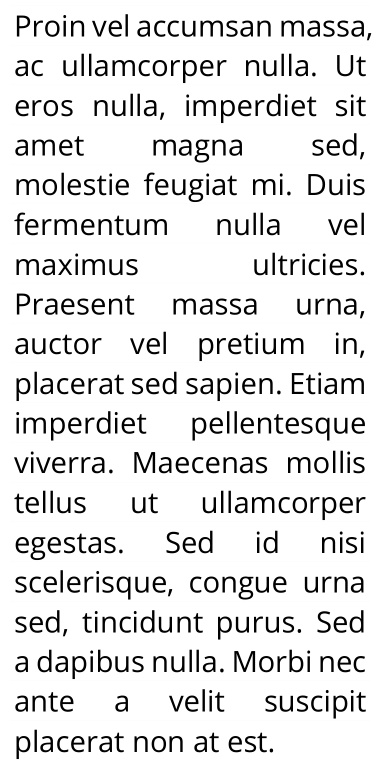 Proin vel accumsan massa,
ac ullamcorper nulla. Ut
eros nulla, imperdiet sit
amet magna sed,
molestie feugiat mi. Duis
fermentum nulla vel
maximus ultricies.
Praesent massa urna,
auctor vel pretium in,
placerat sed sapien. Etiam
imperdiet pellentesque
viverra. Maecenas mollis
tellus ut ullamcorper
egestas. Sed id nisi
scelerisque, congue urna
sed, tincidunt purus. Sed
a dapibus nulla. Morbi nec
ante a velit suscipit
placerat non at est.